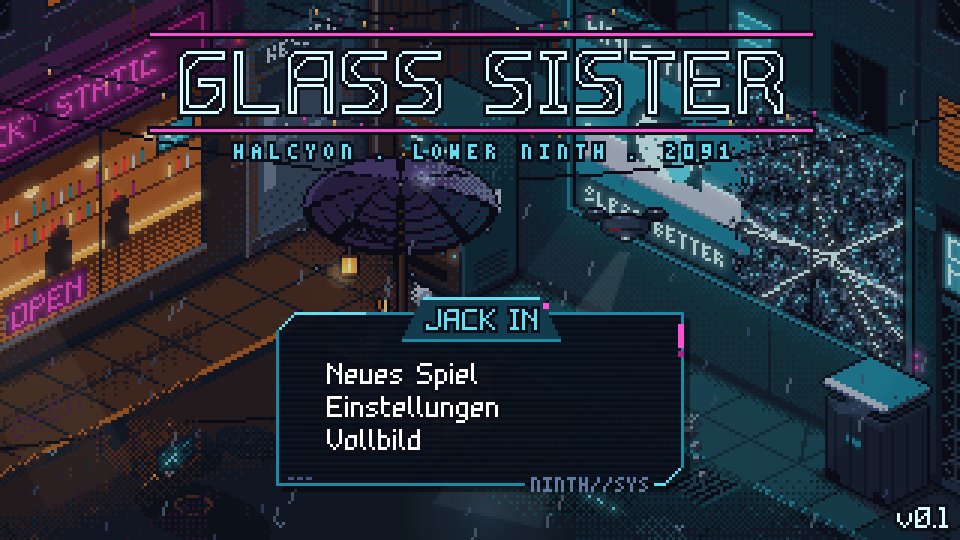 GLASS SISTER
HALCYON . LOWER NINTH . 2091
STATIC
BETTER
OPEN
JACK IN
Neues Spiel
Einstellungen
Vollbild
NINTH//SYS
v0.1